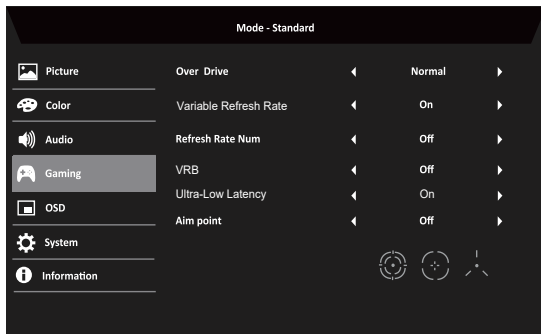 Mode - Standard
Picture
Over Drive Normal
Color
Variable Refresh Rate On
Audio
Refresh Rate Num Off
Gaming
VRB Off
Ultra-Low Latency On
OSD
Aim point Off
System
Information